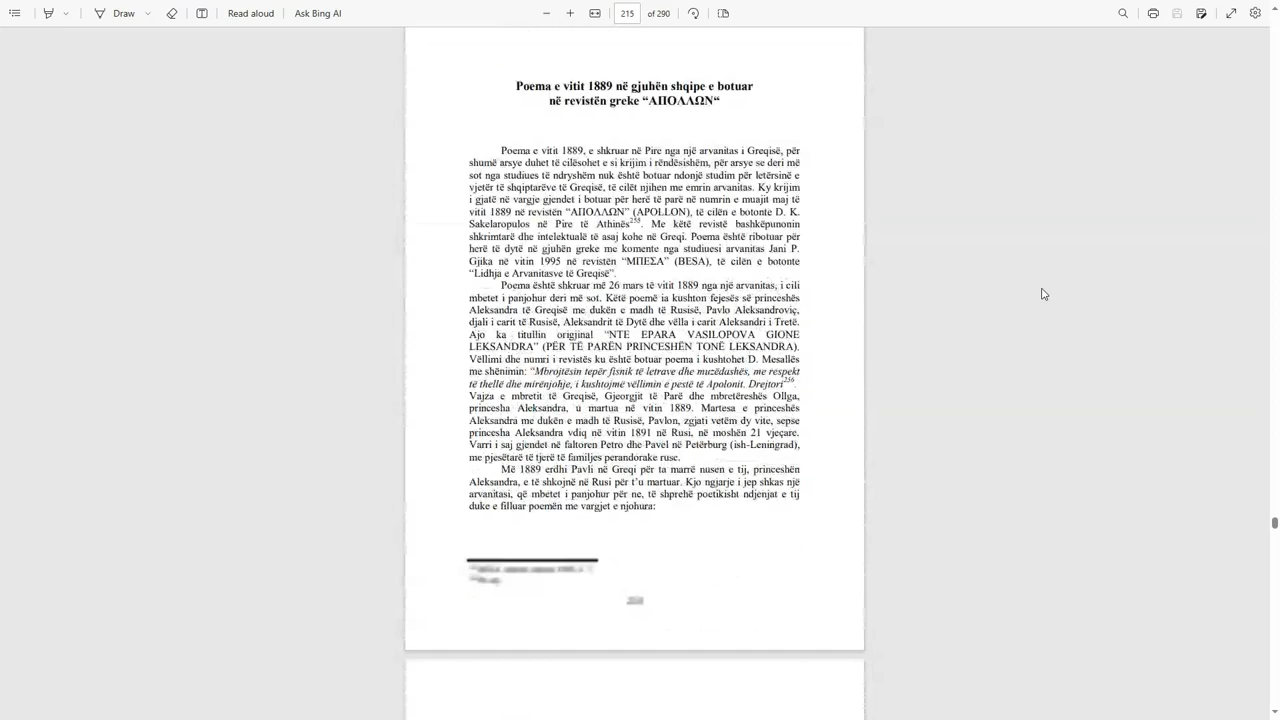 Draw
Read aloud
Ask Bing AI
215
of 290
Poema e vitit 1889 në gjuhën shqipe e botuar
në revistën greke “ΑΠΟΛΛΩΝ“
Poema e vitit 1889, e shkruar në Pire nga një arvanitas i Greqisë, për
shumë arsye duhet të cilësohet e si krijim i rëndësishëm, për arsye se deri më
sot nga studiues të ndryshëm nuk është botuar ndonjë studim për letërsinë e
vjetër të shqiptarëve të Greqisë, të cilët njihen me emrin arvanitas. Ky krijim
i gjatë në vargje gjendet i botuar për herë të parë në numrin e muajit maj të
vitit 1889 në revistën “ΑΠΟΛΛΩΝ” (APOLLON), të cilën e botonte D. K.
Sakelaropulos në Pire të Athinës255. Me këtë revistë bashkëpunonin
shkrimtarë dhe intelektualë të asaj kohe në Greqi. Poema është ribotuar për
herë të dytë në gjuhën greke me komente nga studiuesi arvanitas Jani P.
Gjika në vitin 1995 në revistën “ΜΠΕΣΑ” (BESA), të cilën e botonte
“Lidhja e Arvanitasve të Greqisë”.
Poema është shkruar më 26 mars të vitit 1889 nga një arvanitas, i cili
mbetet i panjohur deri më sot. Këtë poemë ia kushton fejesës së princeshës
Aleksandra të Greqisë me dukën e madh të Rusisë, Pavlo Aleksandroviç,
djali i carit të Rusisë, Aleksandrit të Dytë dhe vëlla i carit Aleksandri i Tretë.
Ajo ka titullin origjinal “NTE EPARA VASILOPOVA GIONE
LEKSANDRA” (PËR TË PARËN PRINCESHËN TONË LEKSANDRA).
Vëllimi dhe numri i revistës ku është botuar poema i kushtohet D. Mesallës
me shënimin: “Mbrojtësin tepër fisnik të letrave dhe muzëdashës, me respekt
të thellë dhe mirënjohje, i kushtojmë vëllimin e pestë të Apolonit. Drejtori256.
Vajza e mbretit të Greqisë, Gjeorgjit të Parë dhe mbretëreshës Ollga,
princesha Aleksandra, u martua në vitin 1889. Martesa e princeshës
Aleksandra me dukën e madh të Rusisë, Pavlon, zgjati vetëm dy vite, sepse
princesha Aleksandra vdiq në vitin 1891 në Rusi, në moshën 21 vjeçare.
Varri i saj gjendet në faltoren Petro dhe Pavel në Petërburg (ish-Leningrad),
me pjesëtarë të tjerë të familjes perandorake ruse.
Më 1889 erdhi Pavli në Greqi për ta marrë nusen e tij, princeshën
Aleksandra, e të shkojnë në Rusi për t’u martuar. Kjo ngjarje i jep shkas një
arvanitasi, që mbetet i panjohur për ne, të shprehë poetikisht ndjenjat e tij
duke e filluar poemën me vargjet e njohura: